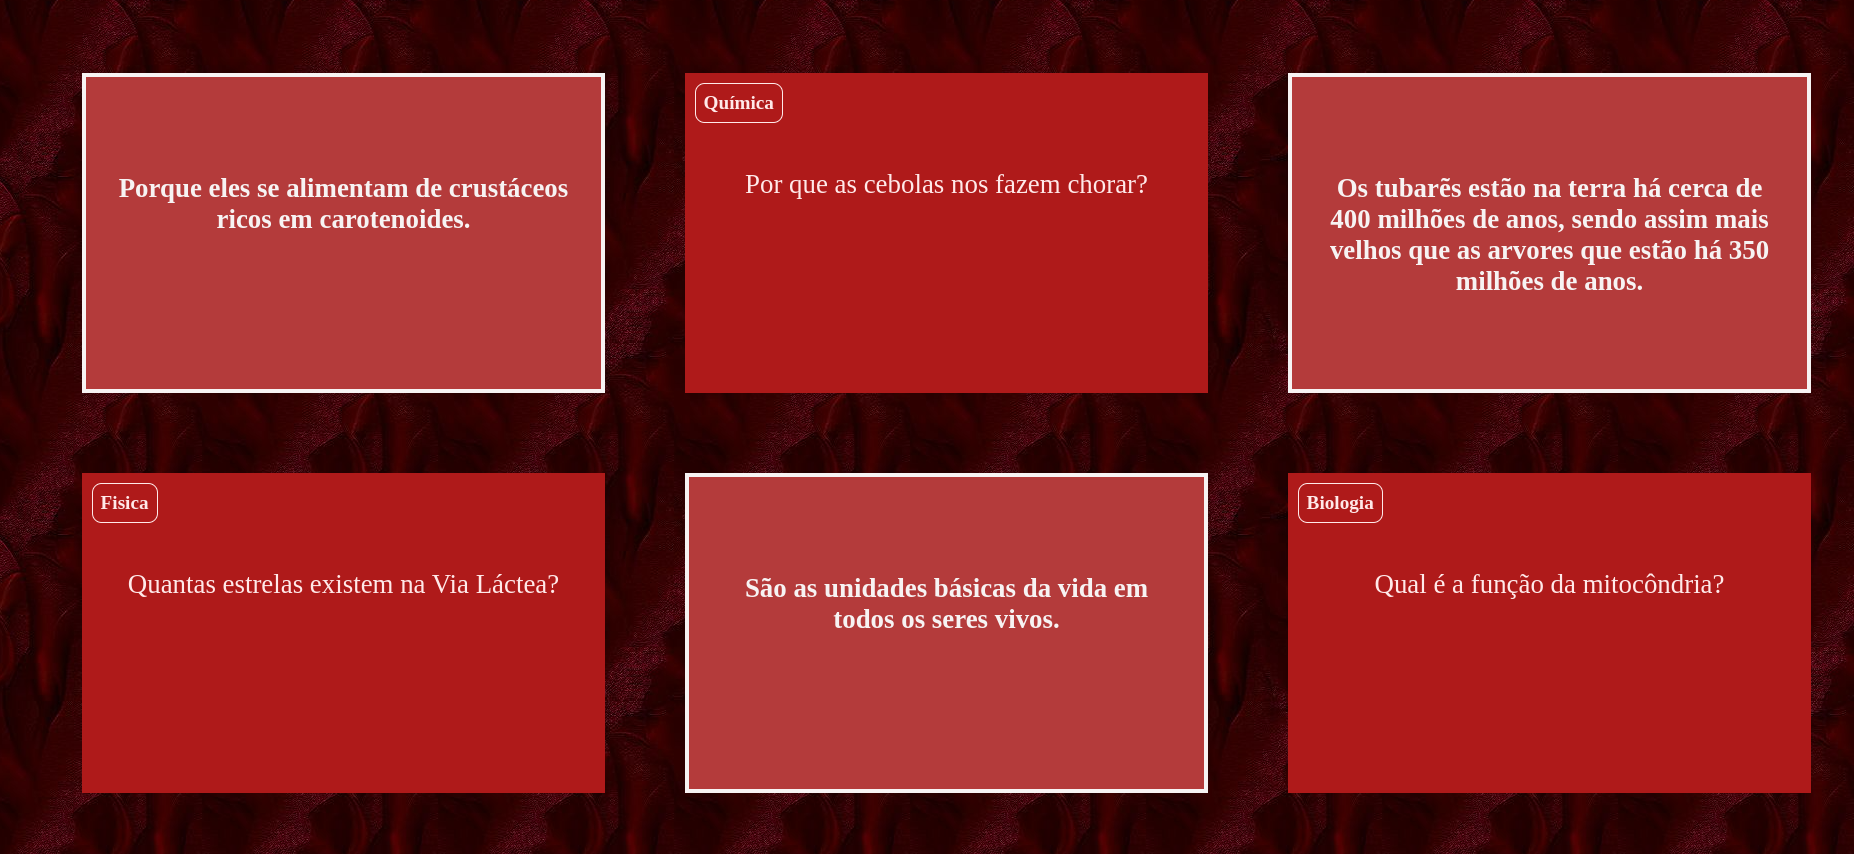 Porque eles se alimentam de crustáceos
ricos em carotenoides.
Química
Por que as cebolas nos fazem chorar?
Os tubarẽs estão na terra há cerca de
400 milhões de anos, sendo assim mais
velhos que as arvores que estão há 350
milhões de anos.
Fisica
Quantas estrelas existem na Via Láctea?
São as unidades básicas da vida em
todos os seres vivos.
Biologia
Qual é a função da mitocôndria?